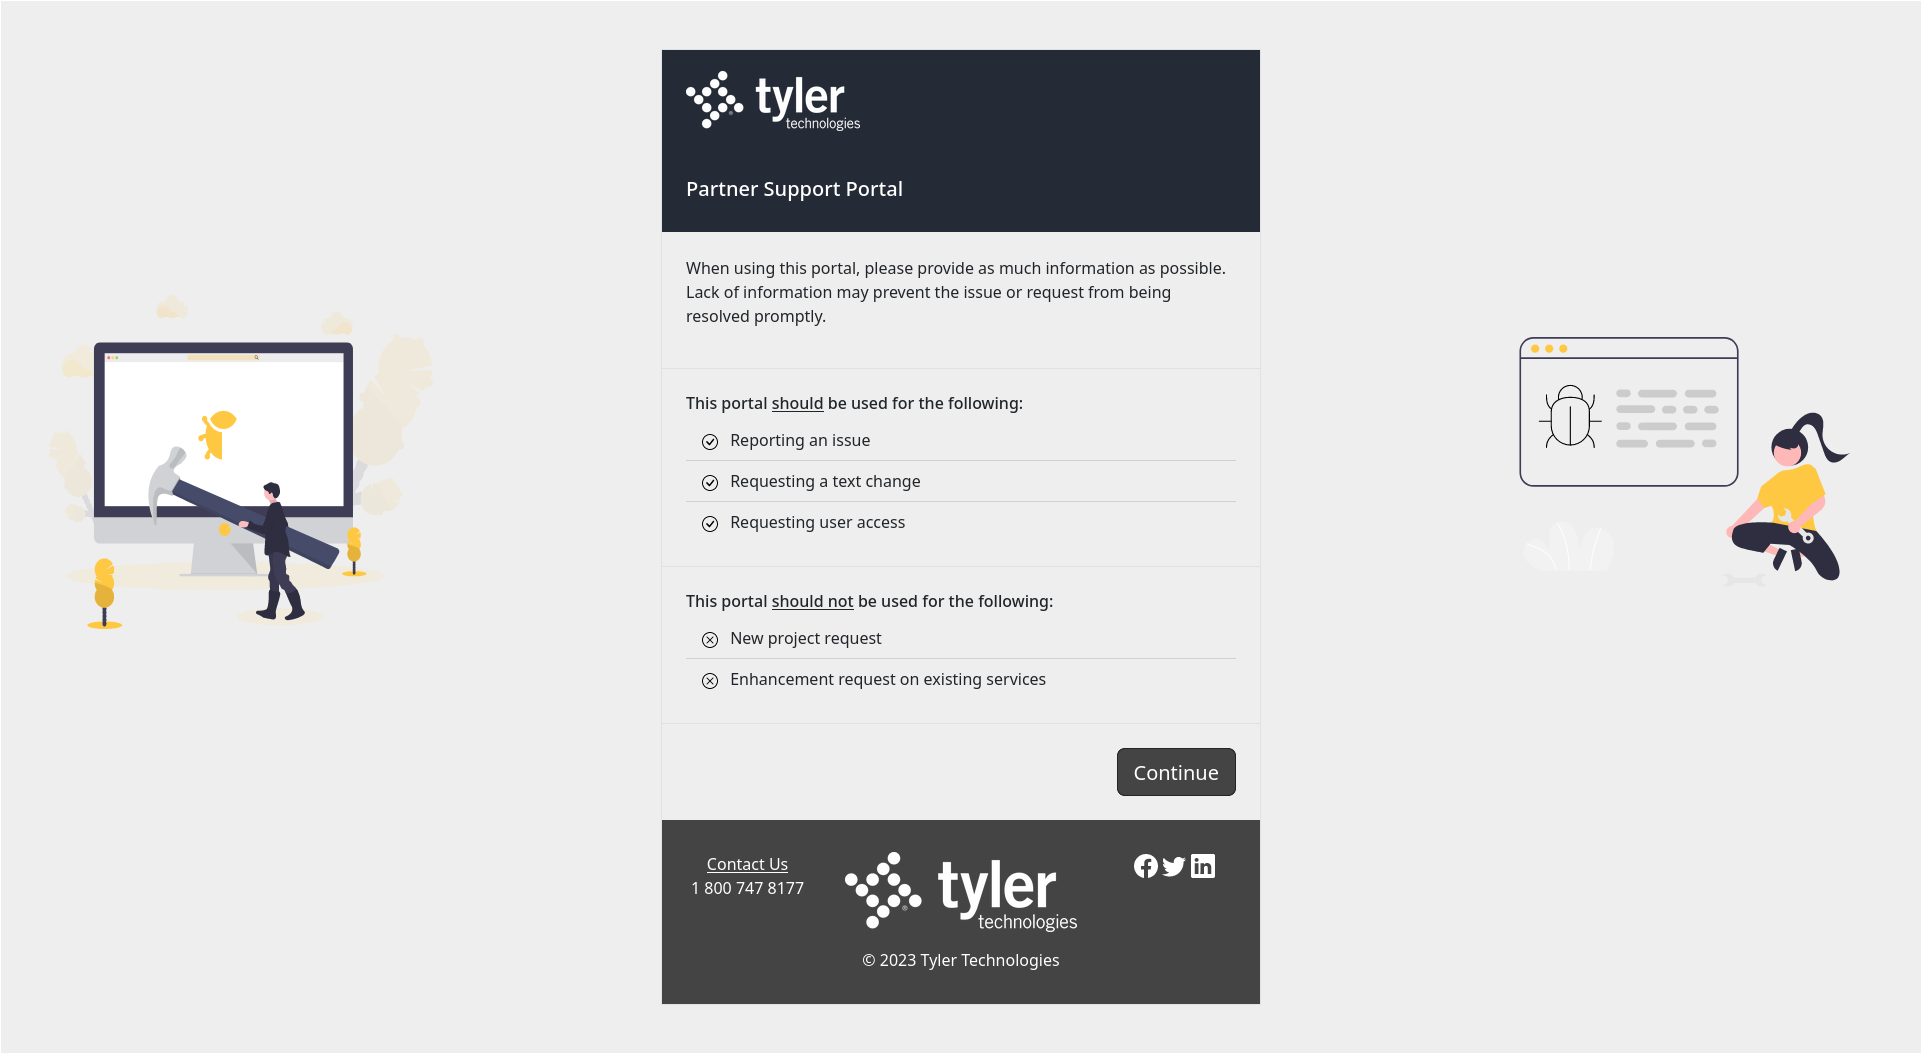 tyler
technologies
Partner Support Portal
When using this portal, please provide as much information as possible.
Lack of information may prevent the issue or request from being
resolved promptly.
This portal should be used for the following:
Reporting an issue
Requesting a text change
Requesting user access
This portal should not be used for the following:
New project request
Enhancement request on existing services
Continue
Contact Us
1 800 747 8177
tyler
technologies
© 2023 Tyler Technologies